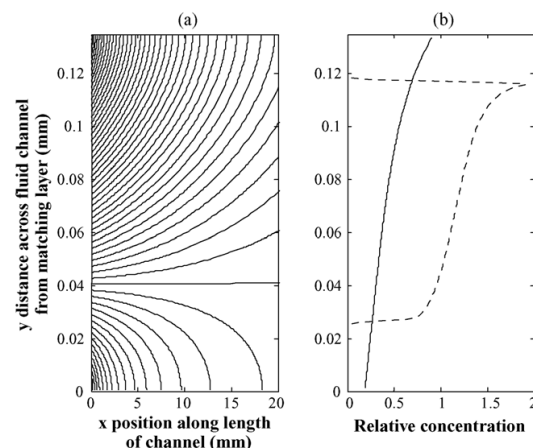 (a)
(b)
y distance across fluid channel
from matching layer (mm)
0.12
0.1
0.08
0.06
0.04
0.02
0
0 5 10 15 20
x position along length
of channel (mm)
0.12
0.1
0.08
0.06
0.04
0.02
0
0 0.5 1 1.5 2
Relative concentration